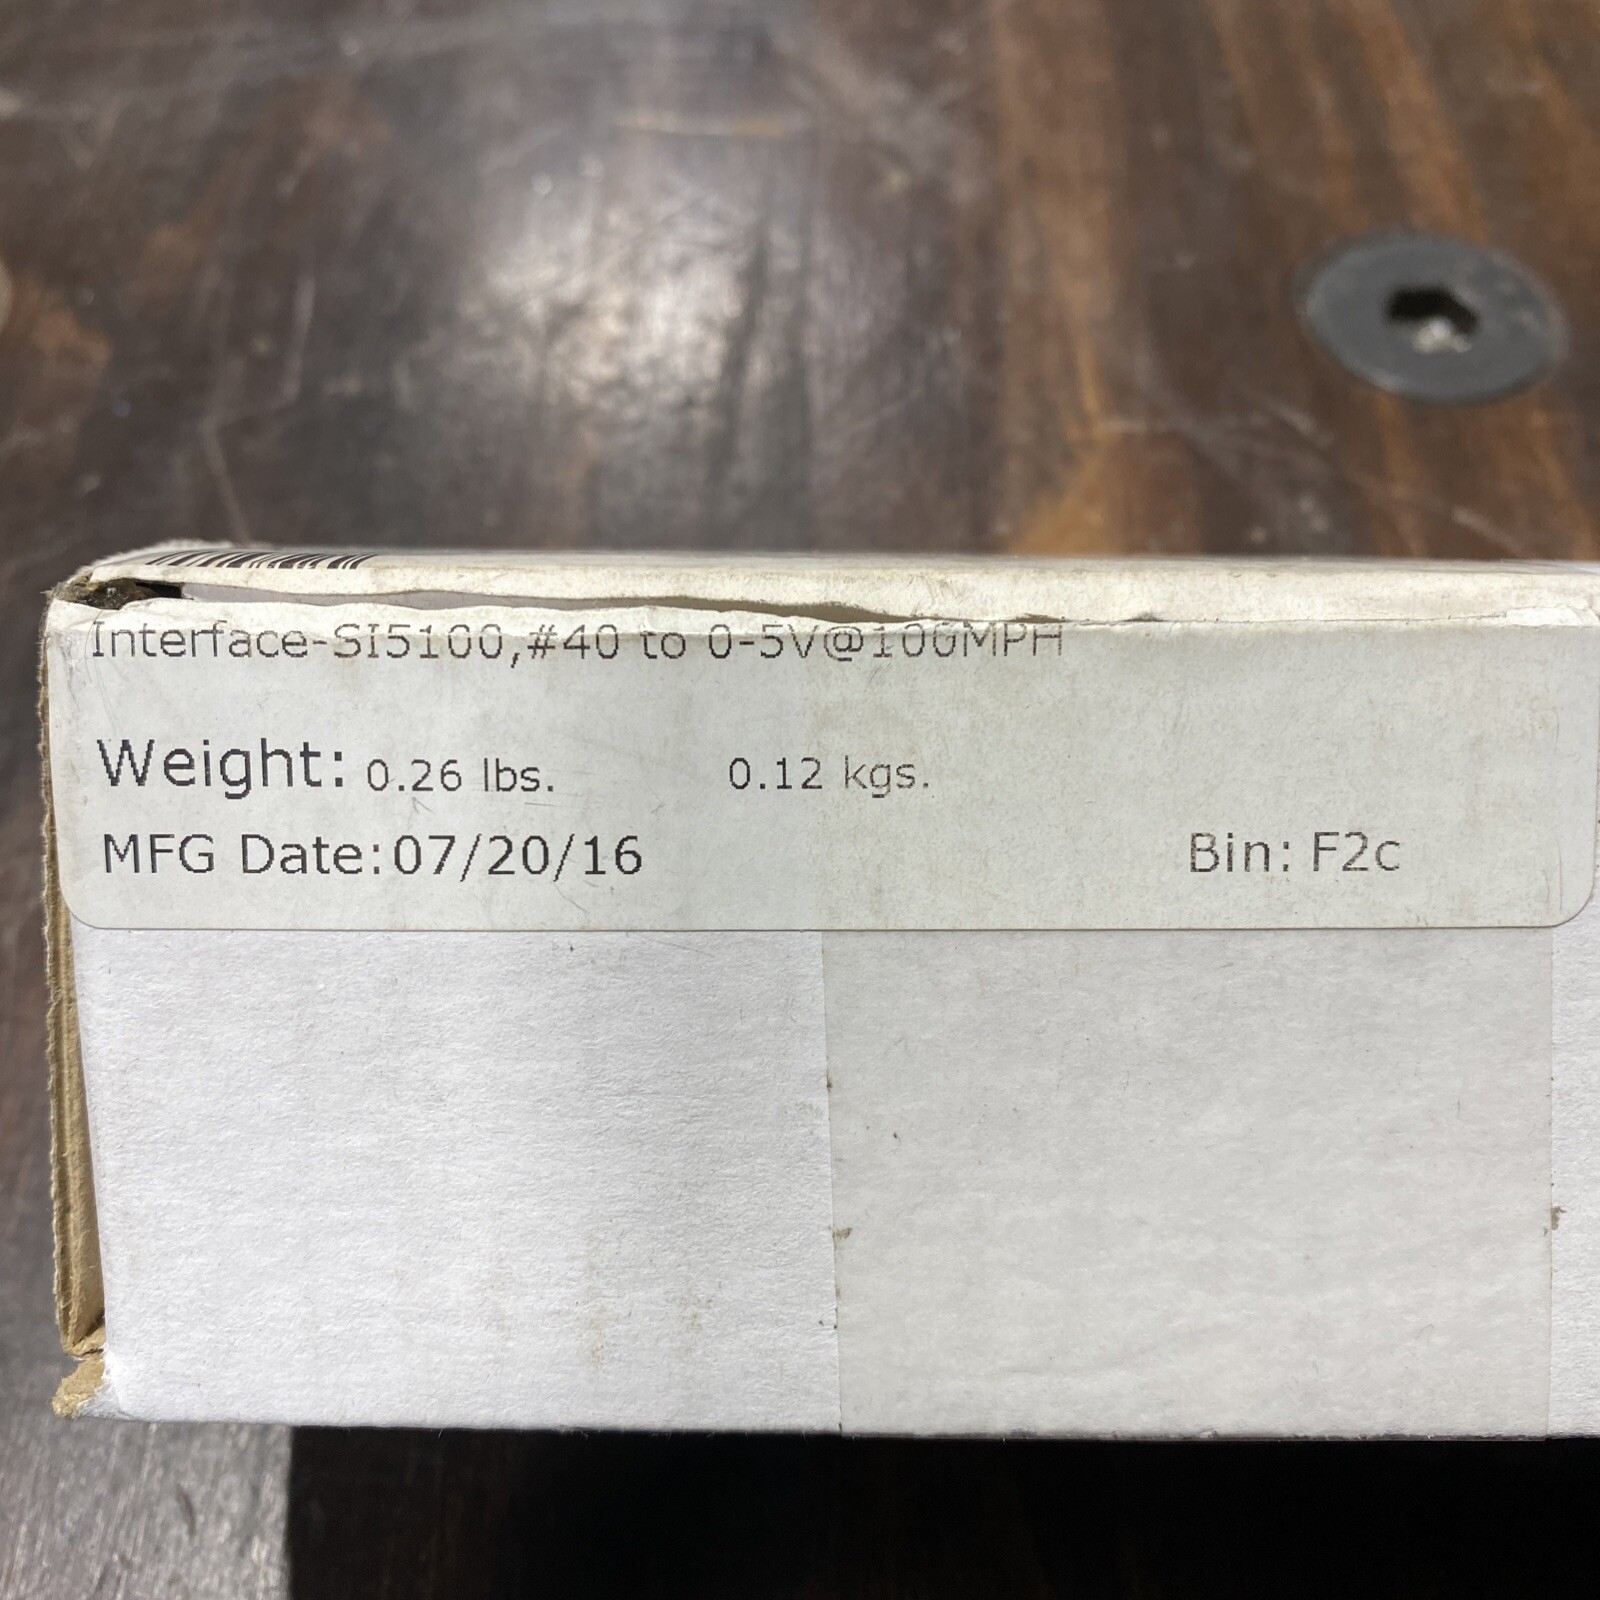 Interface-SI5100,#40 to 0-5V@100MPH
Weight: 0.26 lbs. 0.12 kgs.
MFG Date:07/20/16 Bin: F2c